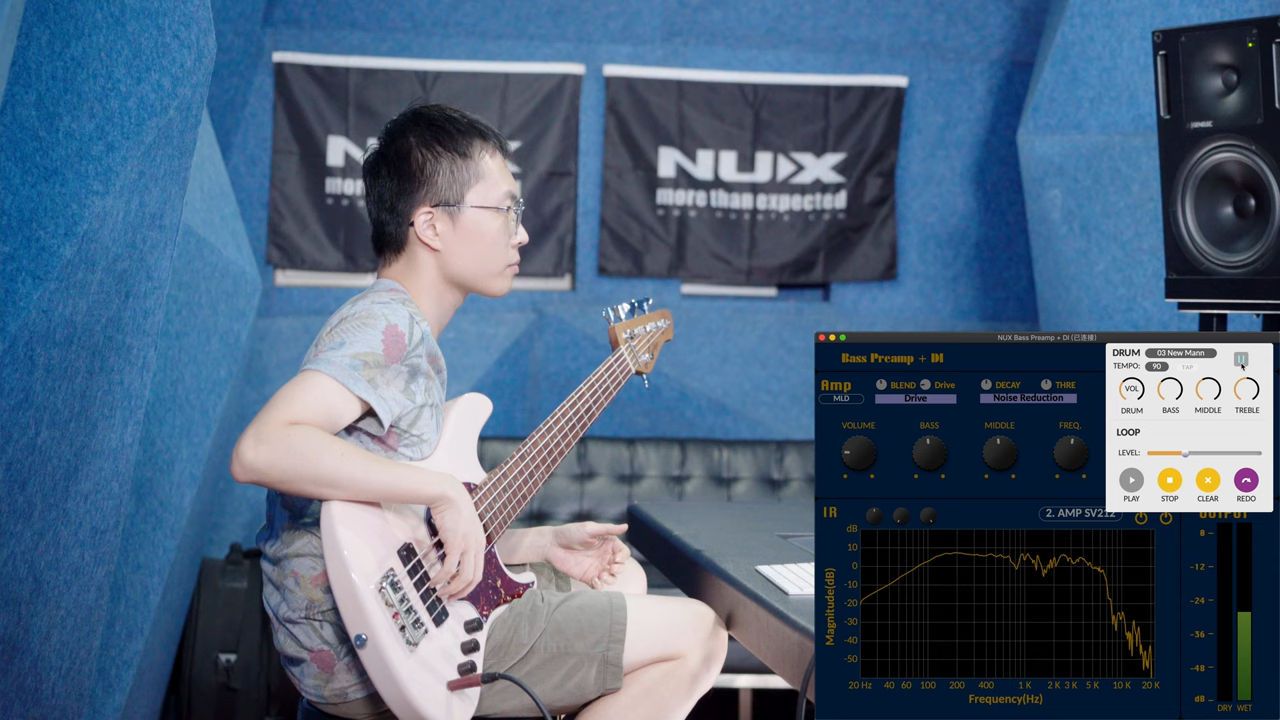 NUX
more than expected
NUX
more than expected
NUX Bass Preamp + DI (已连接)
Bass Preamp + DI
Amp
MLD
BLEND
Drive
Drive
DECAY
THRE
Noise Reduction
VOLUME
BASS
MIDDLE
FREQ.
DRUM
03 New Mann
TEMPO:
90
TAP
VOL
DRUM
BASS
MIDDLE
TREBLE
LOOP
LEVEL:
PLAY
STOP
CLEAR
REDO
IR
2. AMP SV212
OUTPUT
dB
10
0
-10
-20
-30
-40
-50
Magnitude(dB)
20 Hz 40 60 100 200 400 1 K 2 K 3 K 5 K 10 K 20 K
Frequency(Hz)
8
-12
-24
-36
-48
dB
DRY WET